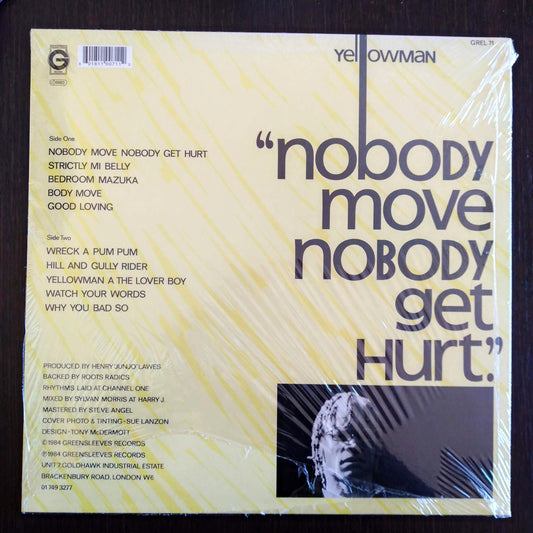 G
GREL 71
YELLOWMAN
"NOBODY
MOVE
NOBODY
get
Hurt."
Side One
NOBODY MOVE NOBODY GET HURT
STRICTLY MI BELLY
BEDROOM MAZUKA
BODY MOVE
GOOD LOVING
Side Two
WRECK A PUM PUM
HILL AND GULLY RIDER
YELLOWMAN A THE LOVER BOY
WATCH YOUR WORDS
WHY YOU BAD SO
PRODUCED BY HENRY 'JUNJO' LAWES
BACKED BY ROOTS RADICS
RHYTHMS LAID AT CHANNEL ONE
MIXED BY SYLVAN MORRIS AT HARRY J.
MASTERED BY STEVE ANGEL
COVER PHOTO & TINTING-SUE LANZON
DESIGN-TONY McDERMOTT
©1984 GREENSLEEVES RECORDS
℗1984 GREENSLEEVES RECORDS
UNIT 7, GOLDHAWK INDUSTRIAL ESTATE
BRACKENBURY ROAD, LONDON W6
01 749 3277